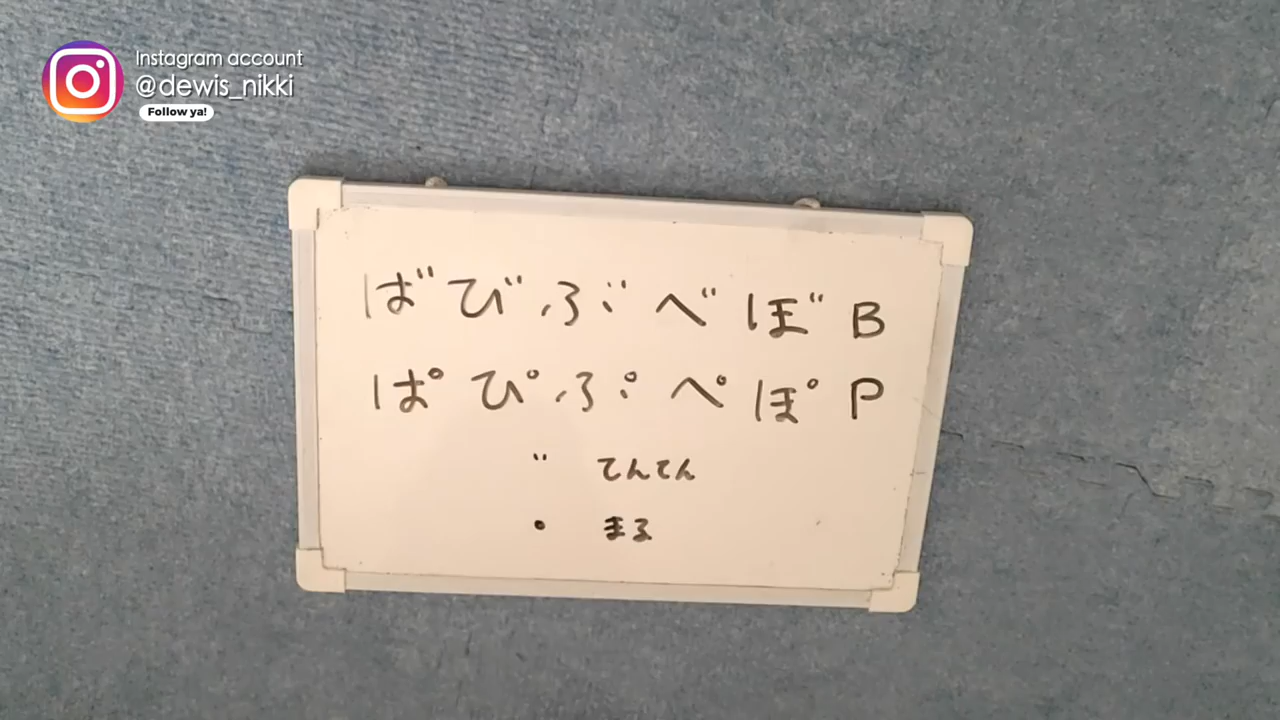 Instagram account
@dewis_nikki
Follow ya!
ば び ぶ べ ぼ B
ぱ ぴ ぷ ぺ ぽ P
" てんてん
• まる